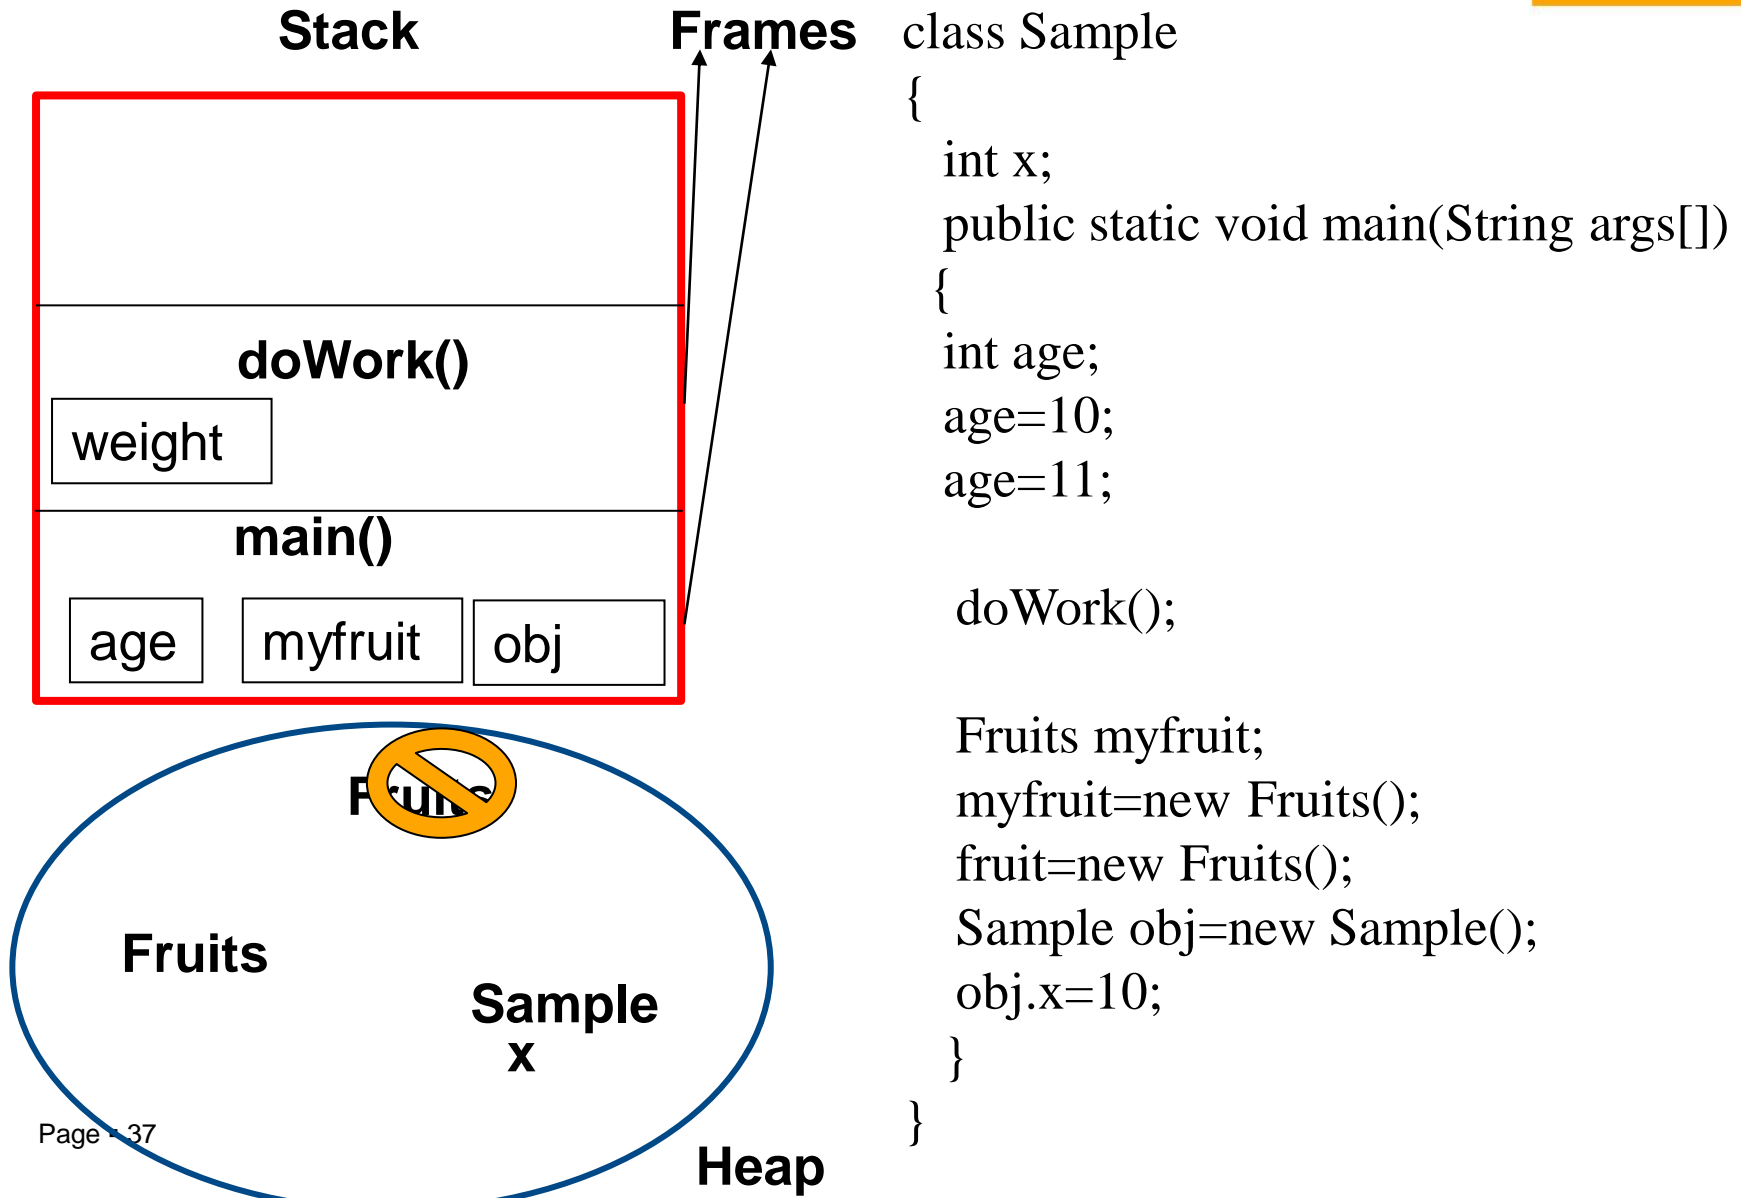 Stack
Frames
doWork()
weight
main()
age
myfruit
obj
Fruits
Fruits
Sample
x
Heap
Page - 37
class Sample
{
int x;
public static void main(String args[])
{
int age;
age=10;
age=11;
doWork();
Fruits myfruit;
myfruit=new Fruits();
fruit=new Fruits();
Sample obj=new Sample();
obj.x=10;
}
}